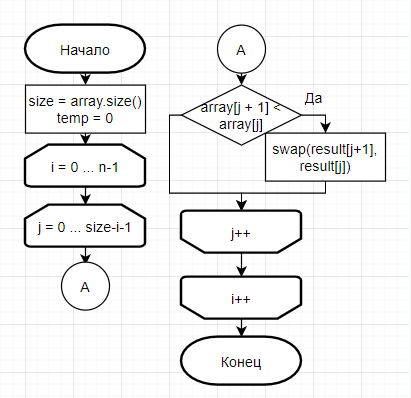 Начало
size = array.size()
temp = 0
i = 0 ... n-1
j = 0 ... size-i-1
A
A
array[j + 1] <
array[j]
Да
swap(result[j+1],
result[j])
j++
i++
Конец